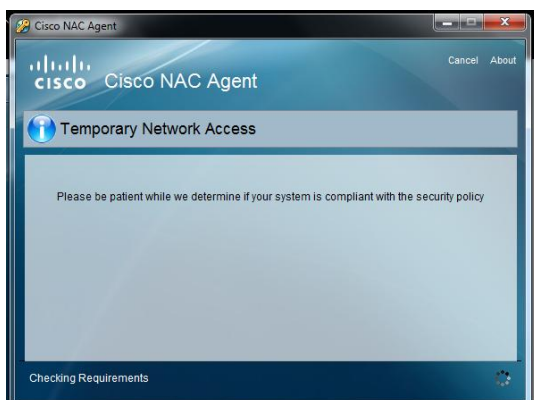 Cisco NAC Agent
Cancel About
CISCO Cisco NAC Agent
Temporary Network Access
Please be patient while we determine if your system is compliant with the security policy
Checking Requirements